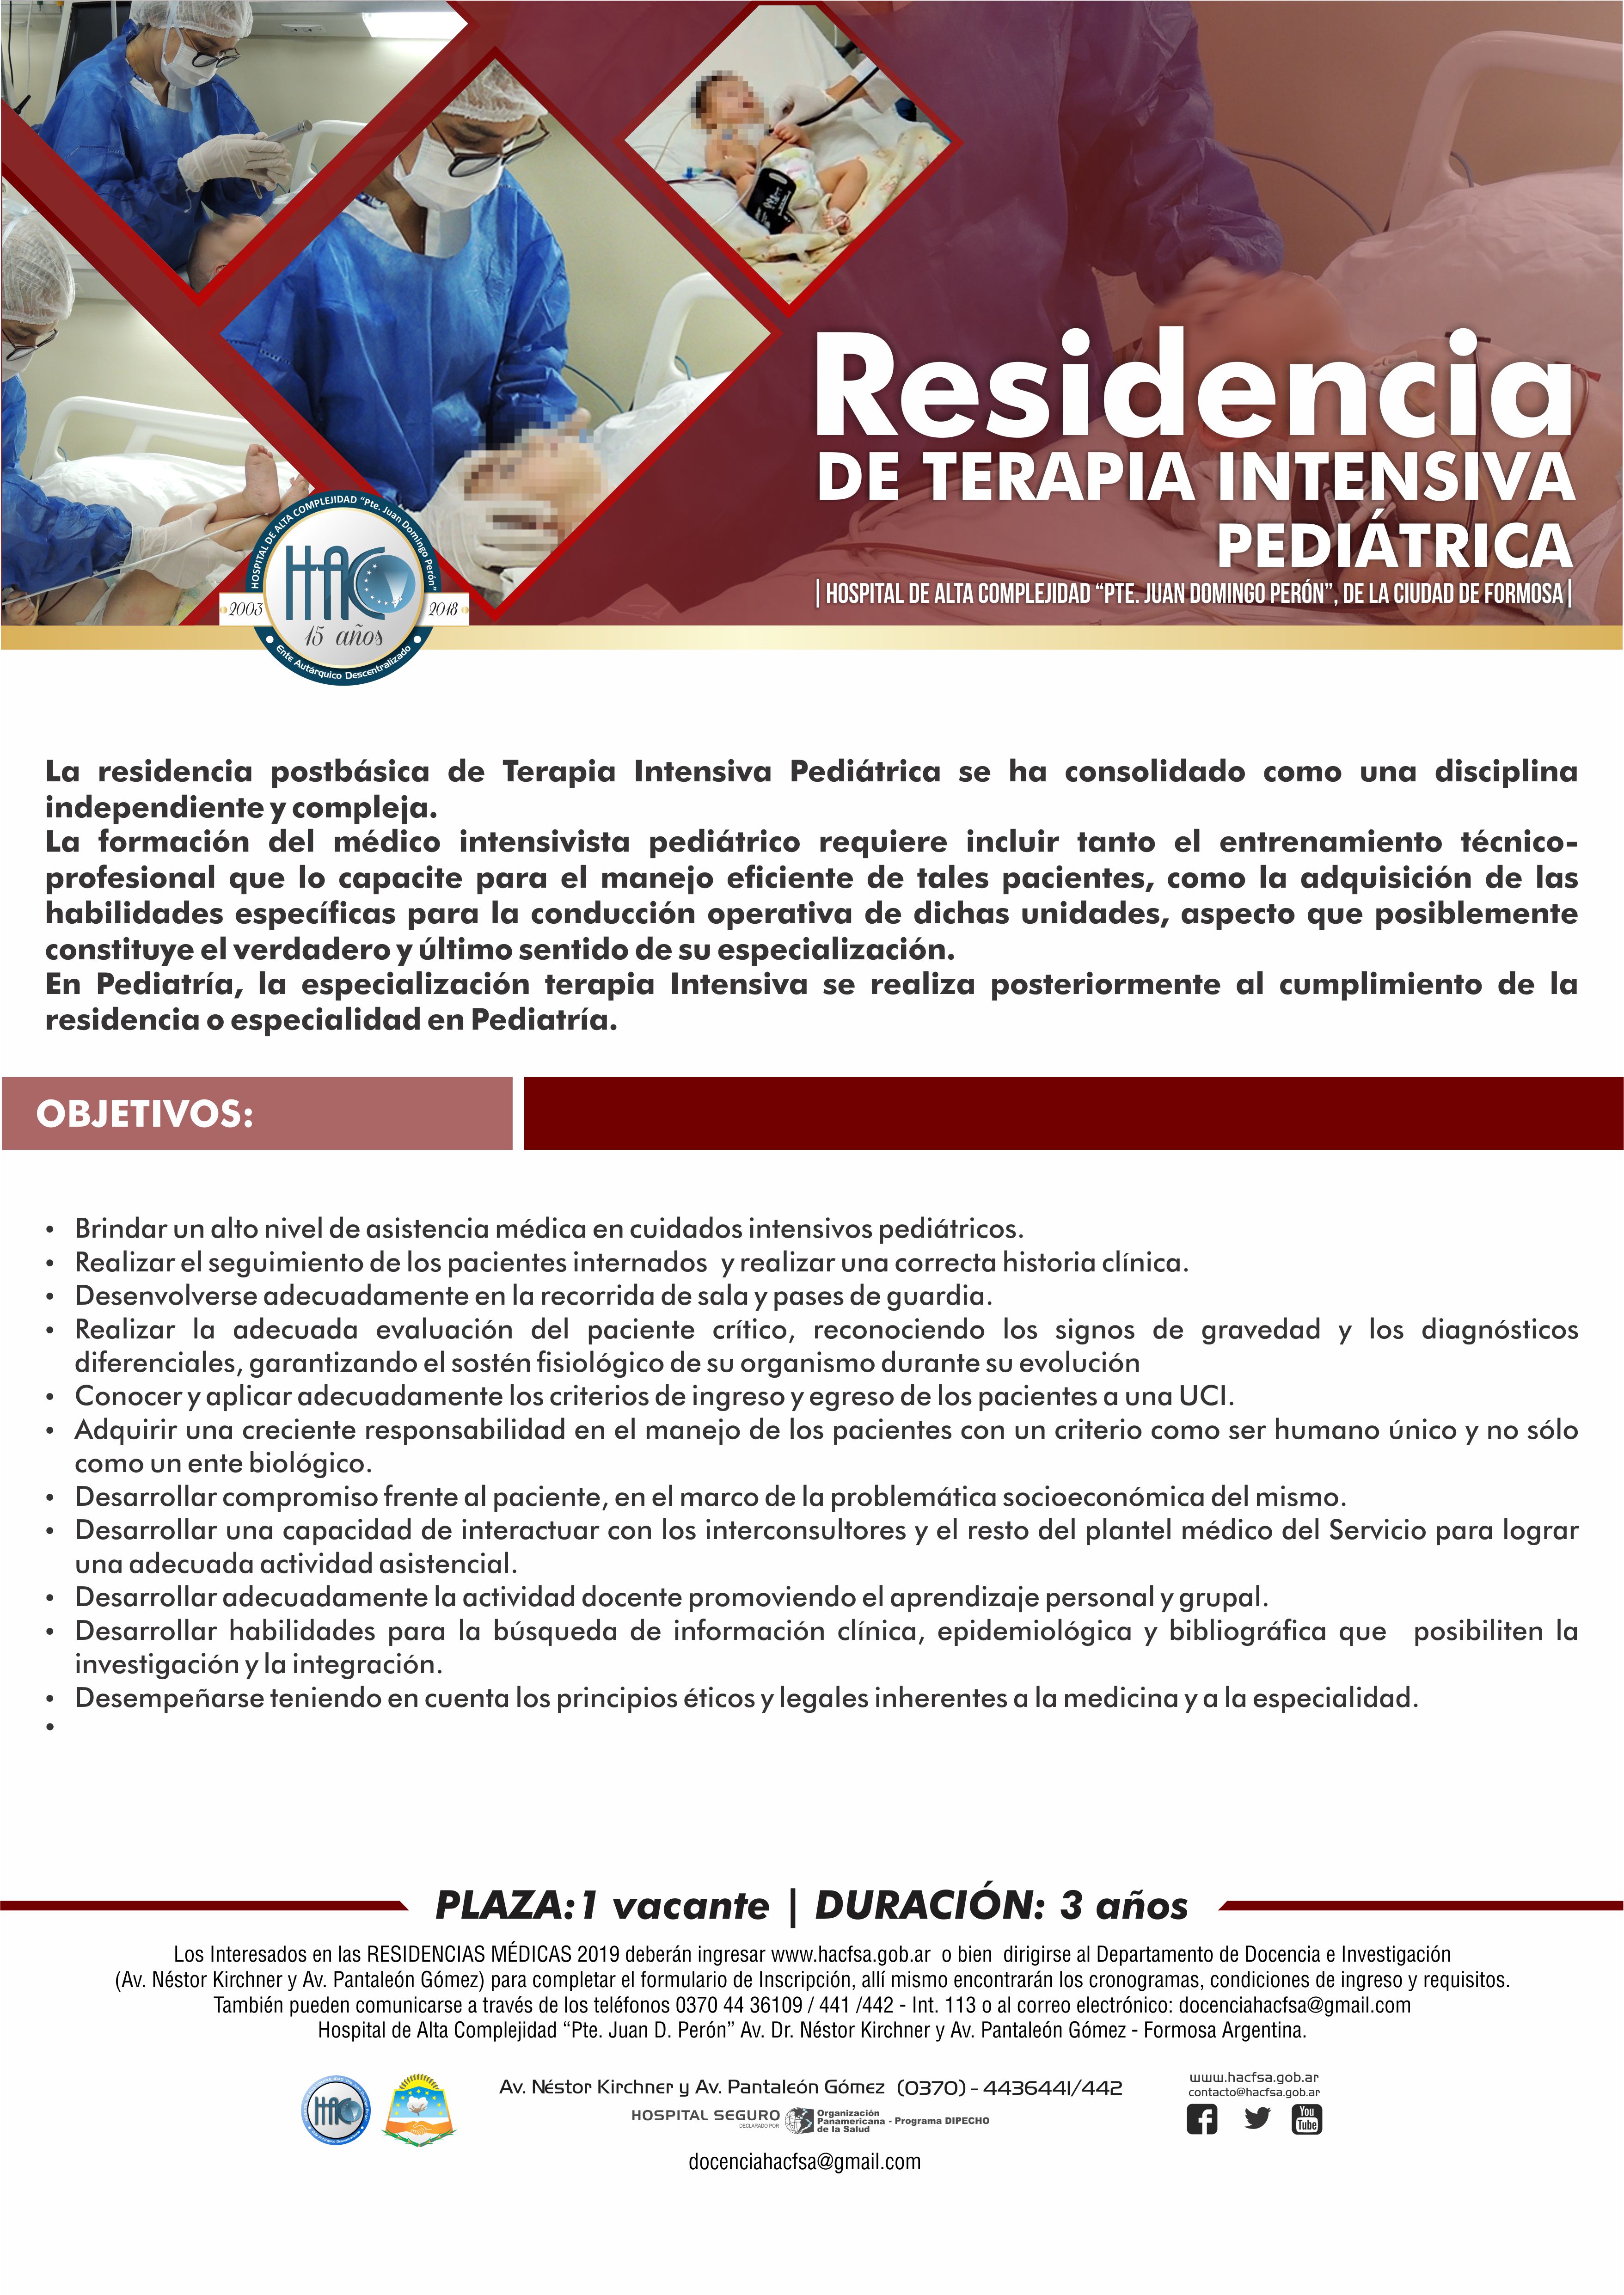 Residencia
DE TERAPIA INTENSIVA
PEDIÁTRICA
| HOSPITAL DE ALTA COMPLEJIDAD “PTE. JUAN DOMINGO PERÓN”, DE LA CIUDAD DE FORMOSA |
HOSPITAL DE ALTA COMPLEJIDAD “Pte. Juan Domingo Perón”
HAC
2003
2018
15 años
Ente Autárquico Descentralizado
La residencia postbásica de Terapia Intensiva Pediátrica se ha consolidado como una disciplina
independiente y compleja.
La formación del médico intensivista pediátrico requiere incluir tanto el entrenamiento técnico-
profesional que lo capacite para el manejo eficiente de tales pacientes, como la adquisición de las
habilidades específicas para la conducción operativa de dichas unidades, aspecto que posiblemente
constituye el verdadero y último sentido de su especialización.
En Pediatría, la especialización terapia Intensiva se realiza posteriormente al cumplimiento de la
residencia o especialidad en Pediatría.
OBJETIVOS:
• Brindar un alto nivel de asistencia médica en cuidados intensivos pediátricos.
• Realizar el seguimiento de los pacientes internados y realizar una correcta historia clínica.
• Desenvolverse adecuadamente en la recorrida de sala y pases de guardia.
• Realizar la adecuada evaluación del paciente crítico, reconociendo los signos de gravedad y los diagnósticos
diferenciales, garantizando el sostén fisiológico de su organismo durante su evolución
• Conocer y aplicar adecuadamente los criterios de ingreso y egreso de los pacientes a una UCI.
• Adquirir una creciente responsabilidad en el manejo de los pacientes con un criterio como ser humano único y no sólo
como un ente biológico.
• Desarrollar compromiso frente al paciente, en el marco de la problemática socioeconómica del mismo.
• Desarrollar una capacidad de interactuar con los interconsultores y el resto del plantel médico del Servicio para lograr
una adecuada actividad asistencial.
• Desarrollar adecuadamente la actividad docente promoviendo el aprendizaje personal y grupal.
• Desarrollar habilidades para la búsqueda de información clínica, epidemiológica y bibliográfica que posibiliten la
investigación y la integración.
• Desempeñarse teniendo en cuenta los principios éticos y legales inherentes a la medicina y a la especialidad.
•
PLAZA:1 vacante | DURACIÓN: 3 años
Los Interesados en las RESIDENCIAS MÉDICAS 2019 deberán ingresar www.hacfsa.gob.ar o bien dirigirse al Departamento de Docencia e Investigación
(Av. Néstor Kirchner y Av. Pantaleón Gómez) para completar el formulario de Inscripción, allí mismo encontrarán los cronogramas, condiciones de ingreso y requisitos.
También pueden comunicarse a través de los teléfonos 0370 44 36109 / 441 /442 - Int. 113 o al correo electrónico: docenciahacfsa@gmail.com
Hospital de Alta Complejidad “Pte. Juan D. Perón” Av. Dr. Néstor Kirchner y Av. Pantaleón Gómez - Formosa Argentina.
HAC
Av. Néstor Kirchner y Av. Pantaleón Gómez (0370) - 4436441/442
HOSPITAL SEGURO
DECLARADO POR
Organización
Panamericana - Programa DIPECHO
de la Salud
www.hacfsa.gob.ar
contacto@hacfsa.gob.ar
You
Tube
docenciahacfsa@gmail.com